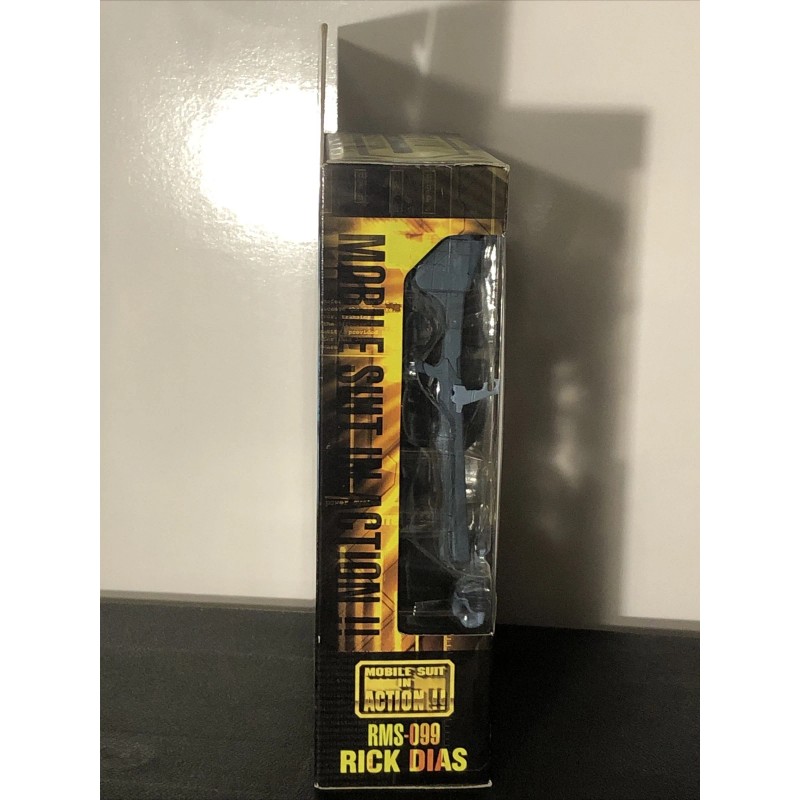 MOBILE SUIT IN ACTION !!
MOBILE SUIT
IN
ACTION!!
RMS-099
RICK DIAS